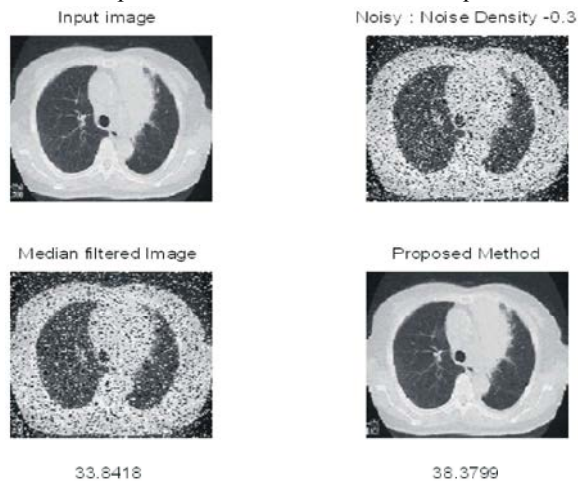 Input image
Noisy : Noise Density -0.3
Median filtered Image
Proposed Method
33.8418
38.3799